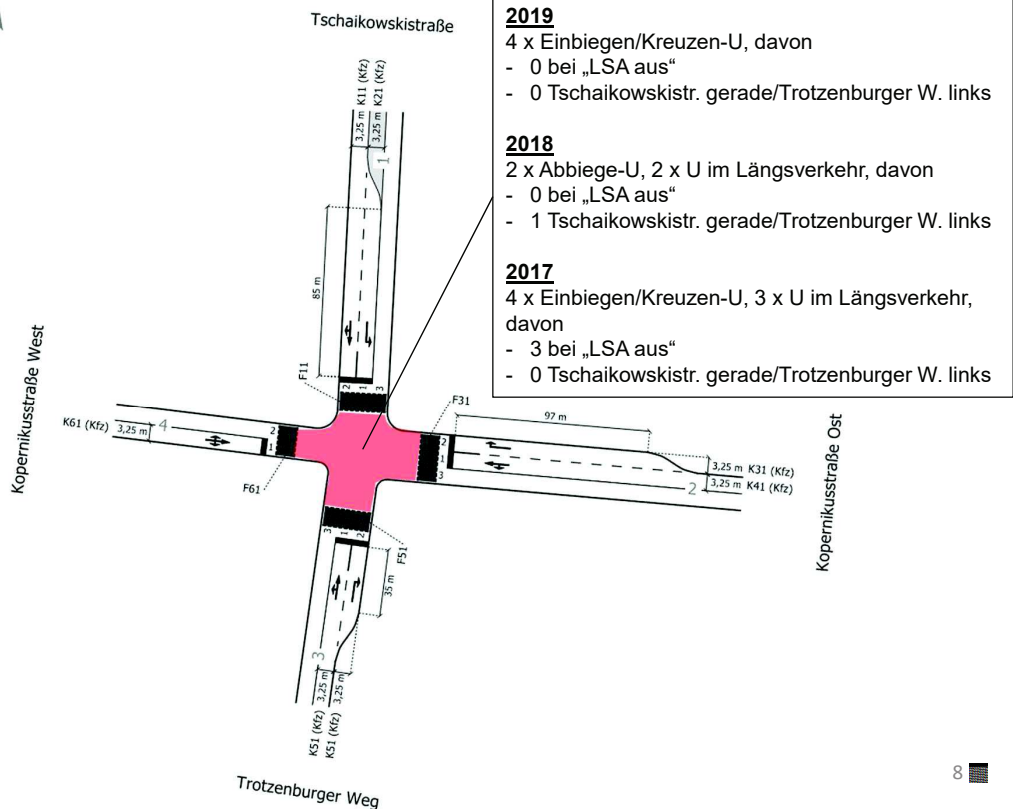 Tschaikowskistraße
2019
4 x Einbiegen/Kreuzen-U, davon
- 0 bei „LSA aus“
- 0 Tschaikowskistr. gerade/Trotzenburger W. links
2018
2 x Abbiege-U, 2 x U im Längsverkehr, davon
- 0 bei „LSA aus“
- 1 Tschaikowskistr. gerade/Trotzenburger W. links
2017
4 x Einbiegen/Kreuzen-U, 3 x U im Längsverkehr,
davon
- 3 bei „LSA aus“
- 0 Tschaikowskistr. gerade/Trotzenburger W. links
3,25 m K11 (Kfz)
3,25 m K21 (Kfz)
1
85 m
F11
2
1
3
Kopernikusstraße West
K61 (Kfz)
3,25 m
4
2
1
F61
F31
97 m
2
1
3
3,25 m K31 (Kfz)
3,25 m K41 (Kfz)
2
Kopernikusstraße Ost
3
1
2
F51
35 m
3
K51 (Kfz) 3,25 m
K51 (Kfz) 3,25 m
Trotzenburger Weg
8